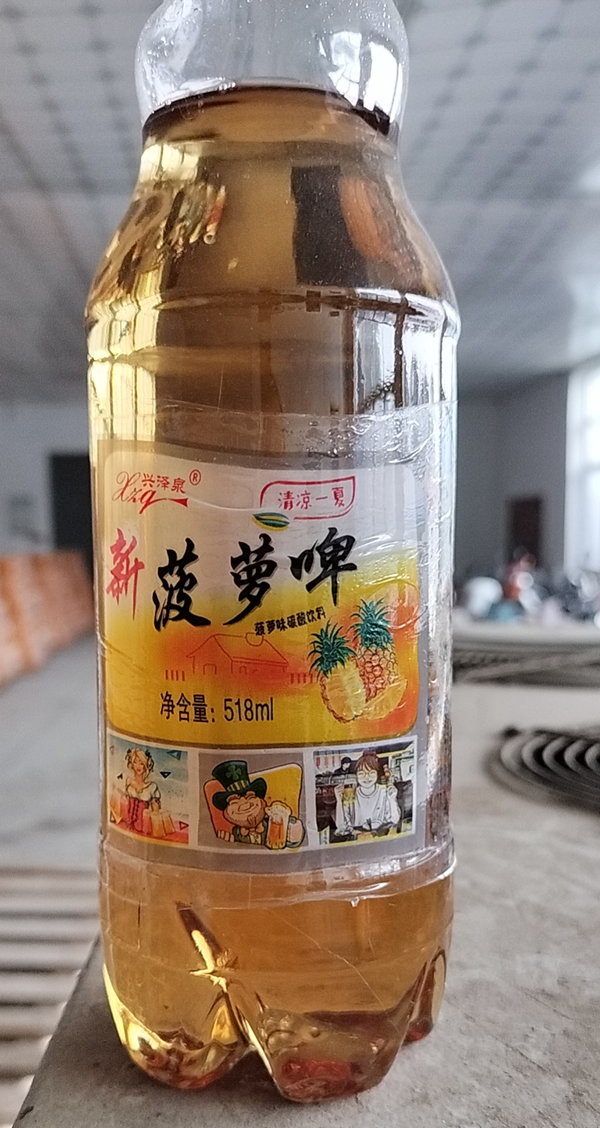 Xzq 兴泽泉®
清凉一夏
新菠萝啤
菠萝味碳酸饮料
净含量：518ml